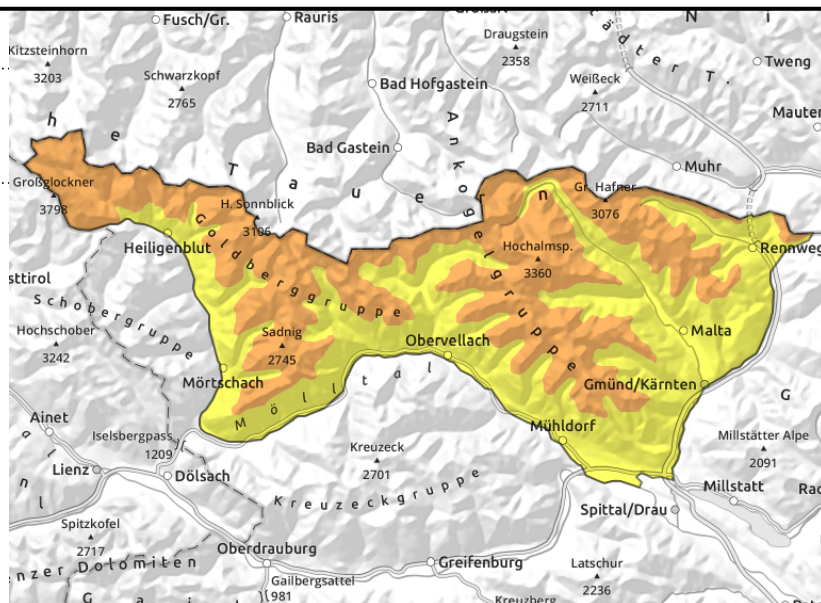 Fusch/Gr.
Rauris
Kitzsteinhorn
3203
Schwarzkopf
2765
Draugstein
2358
Bad Hofgastein
Weißeck
2711
Tweng
Bad Gastein
Muhr
Großglockner
3798
H. Sonnblick
3106
Gr. Hafner
3076
Heiligenblut
Hochalmsp.
3360
Rennweg
Goldberggruppe
Ankogelgruppe
Schobergruppe
Hochschober
3242
Sadnig
2745
Obervellach
Malta
Mörtschach
Gmünd/Kärnten
Mölltal
Ainet
Iselsbergpass
1209
Kreuzeck
2701
Mühldorf
Millstätter Alpe
2091
Lienz
Dölsach
Kreuzeckgruppe
Millstatt
Spittal/Drau
Spitzkofel
2717
Oberdrauburg
Greifenburg
Latschur
2236
Gailbergsattel
981
Kreuzberg